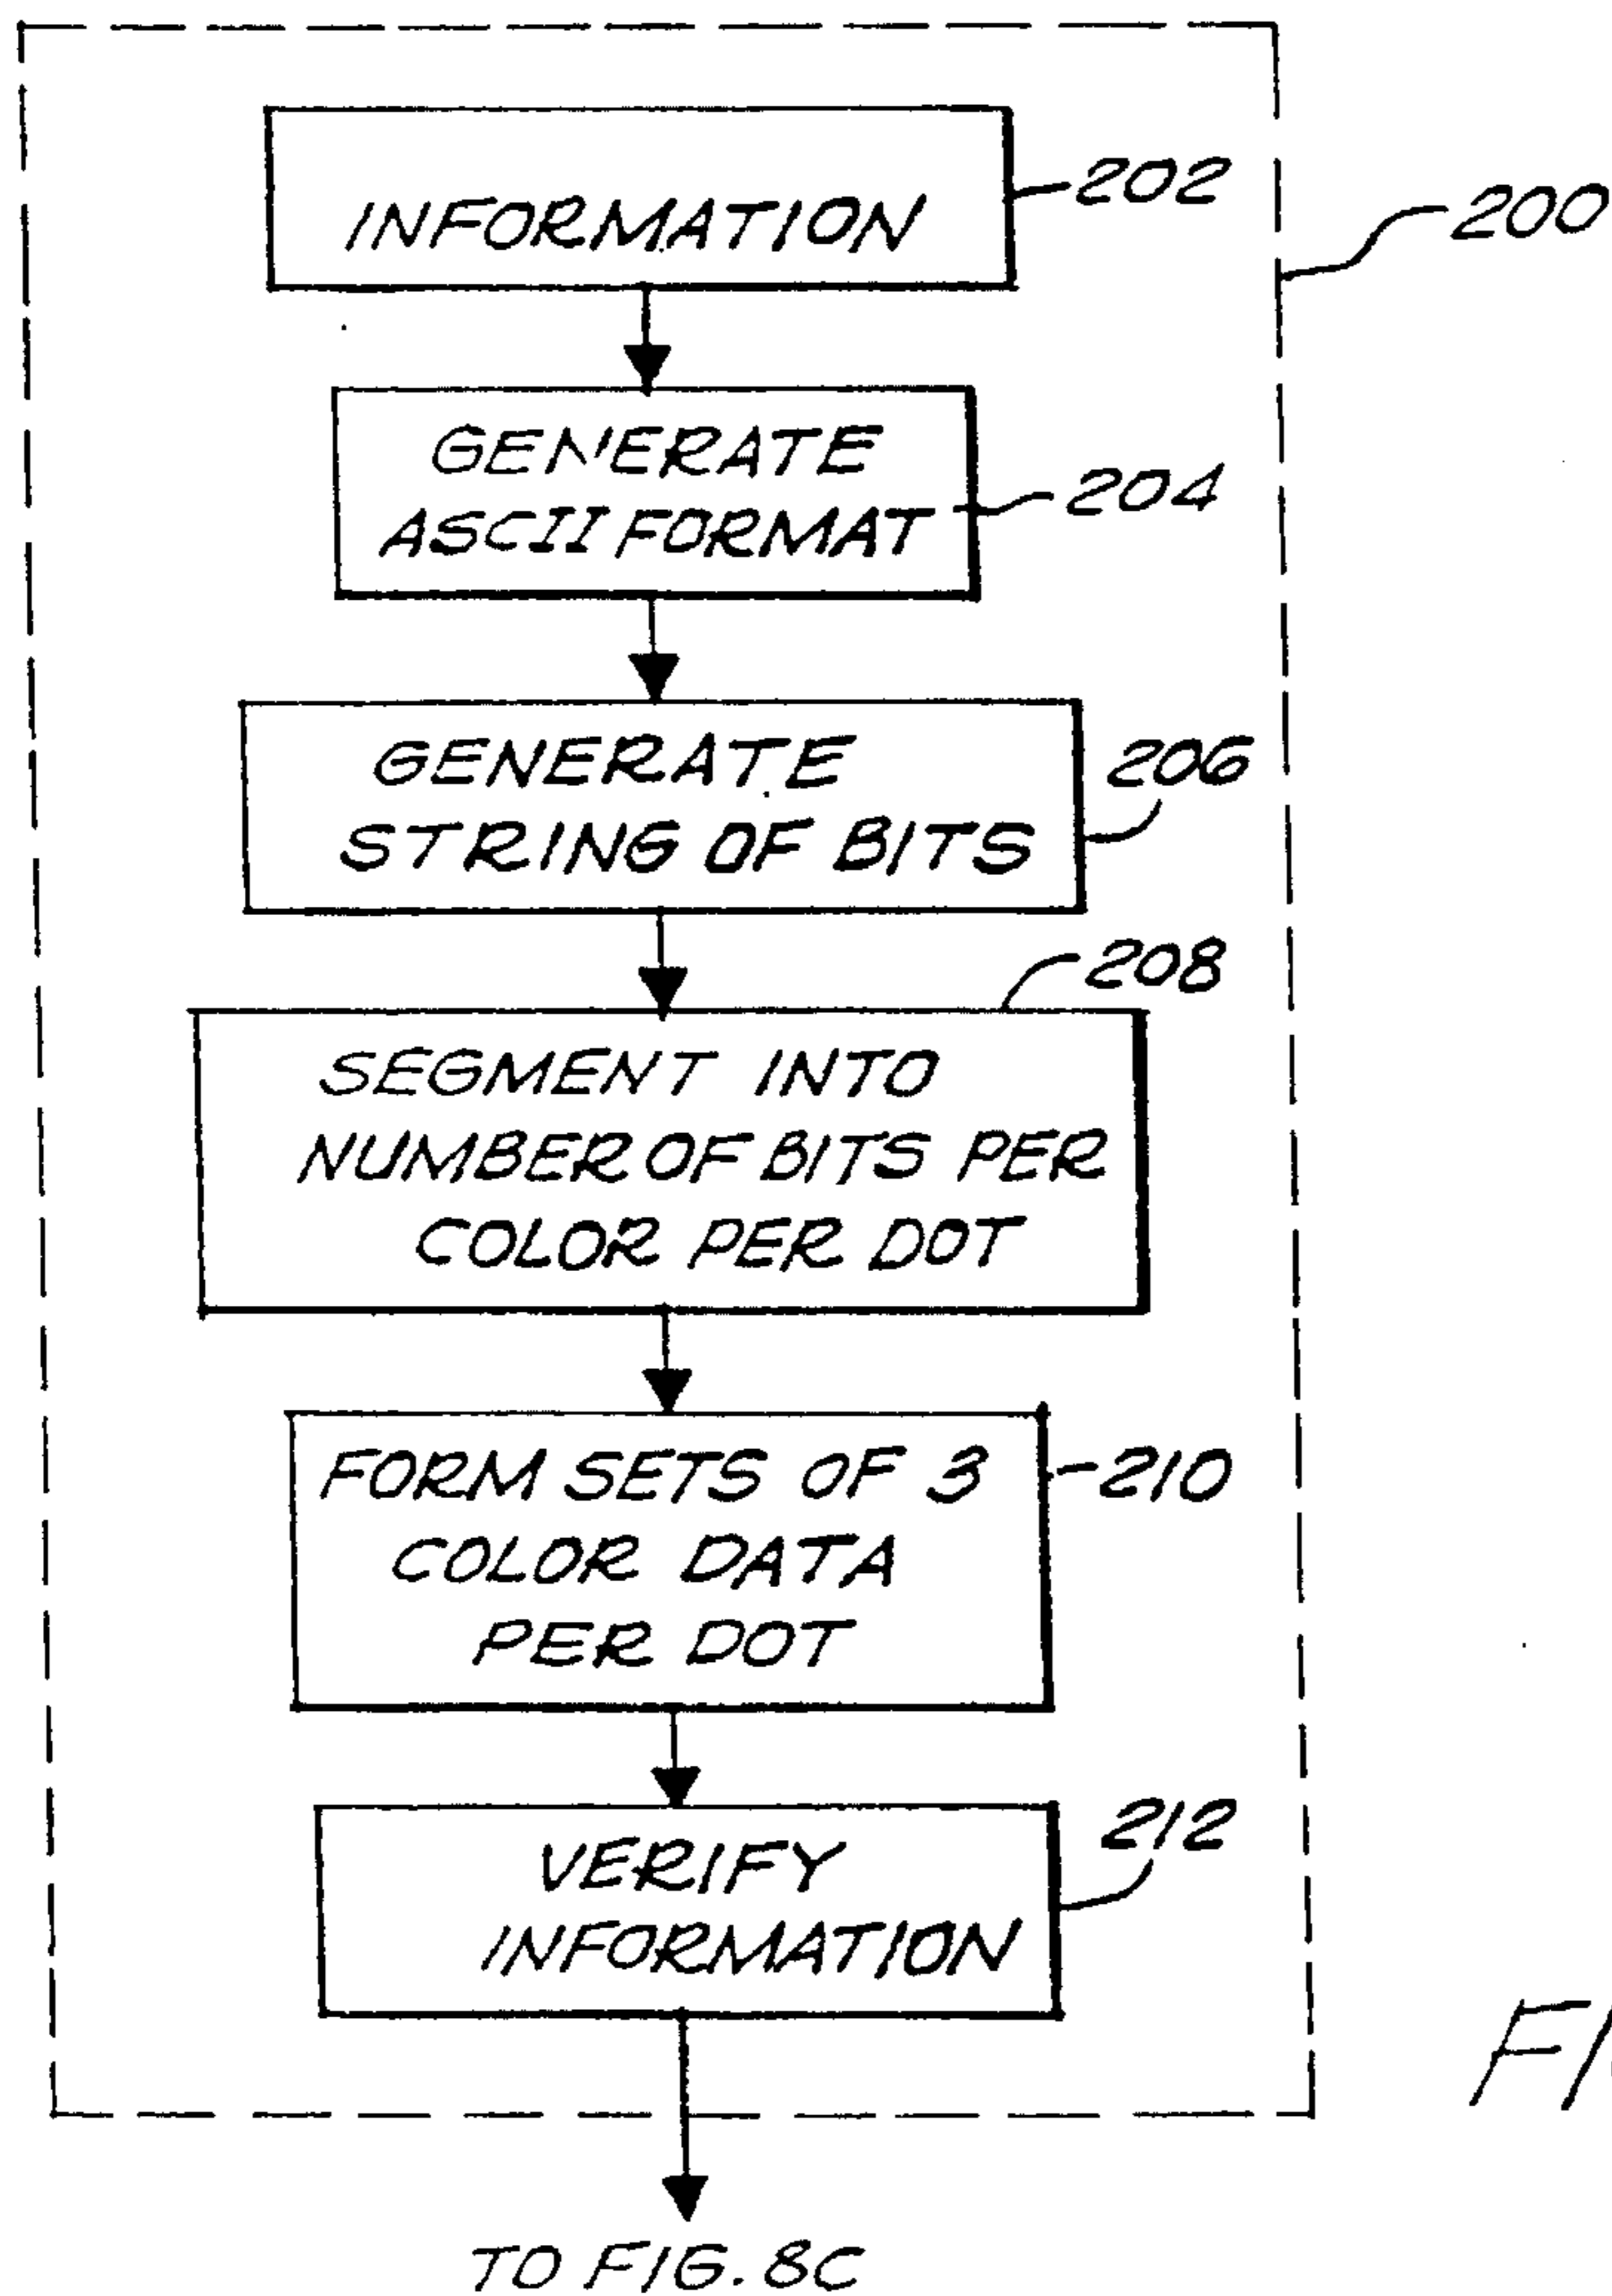 INFORMATION
202
200
GENERATE
ASCII FORMAT
204
GENERATE
STRING OF BITS
206
208
SEGMENT INTO
NUMBER OF BITS PER
COLOR PER DOT
FORM SETS OF 3
COLOR DATA
PER DOT
210
VERIFY
INFORMATION
212
TO FIG. 8C